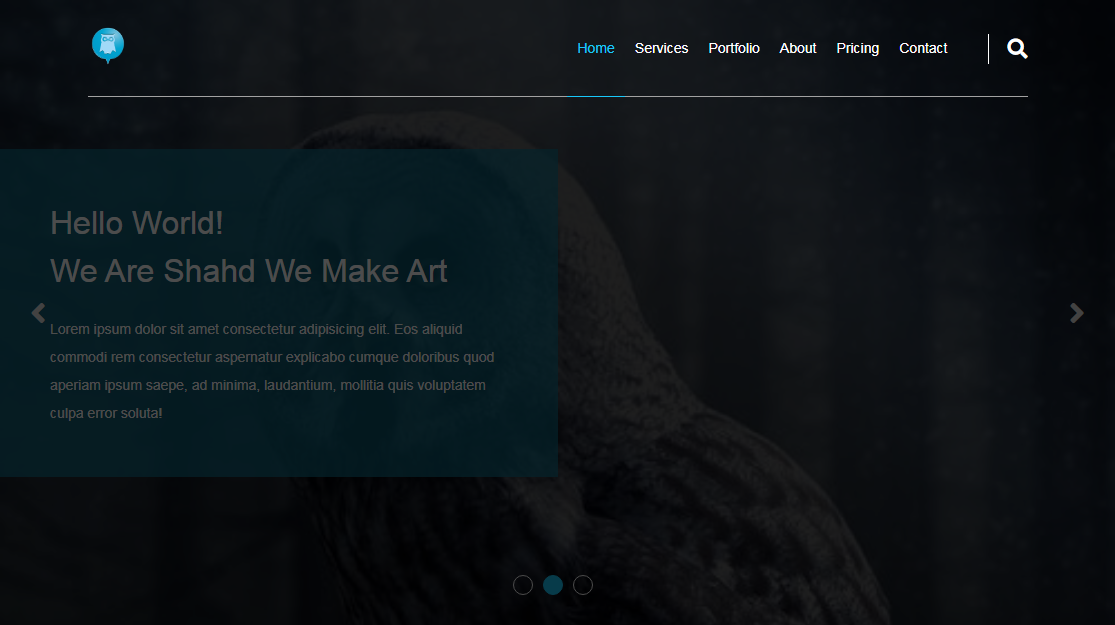 Home Services Portfolio About Pricing Contact
Hello World!
We Are Shahd We Make Art
Lorem ipsum dolor sit amet consectetur adipisicing elit. Eos aliquid
commodi rem consectetur aspernatur explicabo cumque doloribus quod
aperiam ipsum saepe, ad minima, laudantium, mollitia quis voluptatem
culpa error soluta!